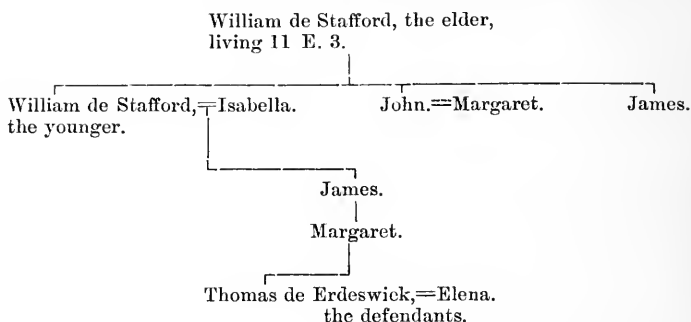 William de Stafford, the elder,
living 11 E. 3.
William de Stafford,=Isabella. John.=Margaret. James.
the younger.
James.
Margaret.
Thomas de Erdeswick,=Elena.
the defendants.